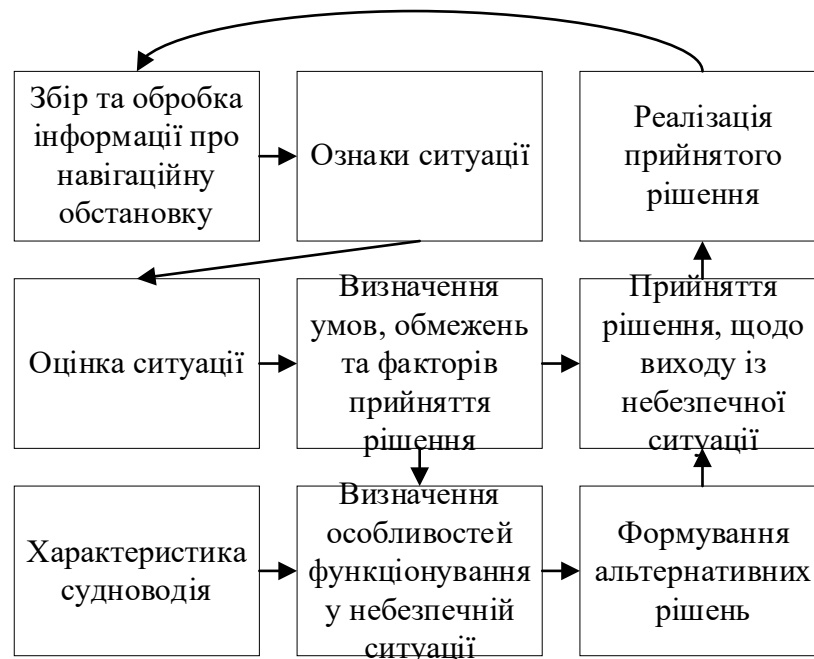 Збір та обробка
інформації про
навігаційну
обстановку
Ознаки ситуації
Реалізація
прийнятого
рішення
Оцінка ситуації
Визначення
умов, обмежень
та факторів
прийняття
рішення
Прийняття
рішення, щодо
виходу із
небезпечної
ситуації
Характеристика
судноводія
Визначення
особливостей
функціонування
у небезпечній
ситуації
Формування
альтернативних
рішень